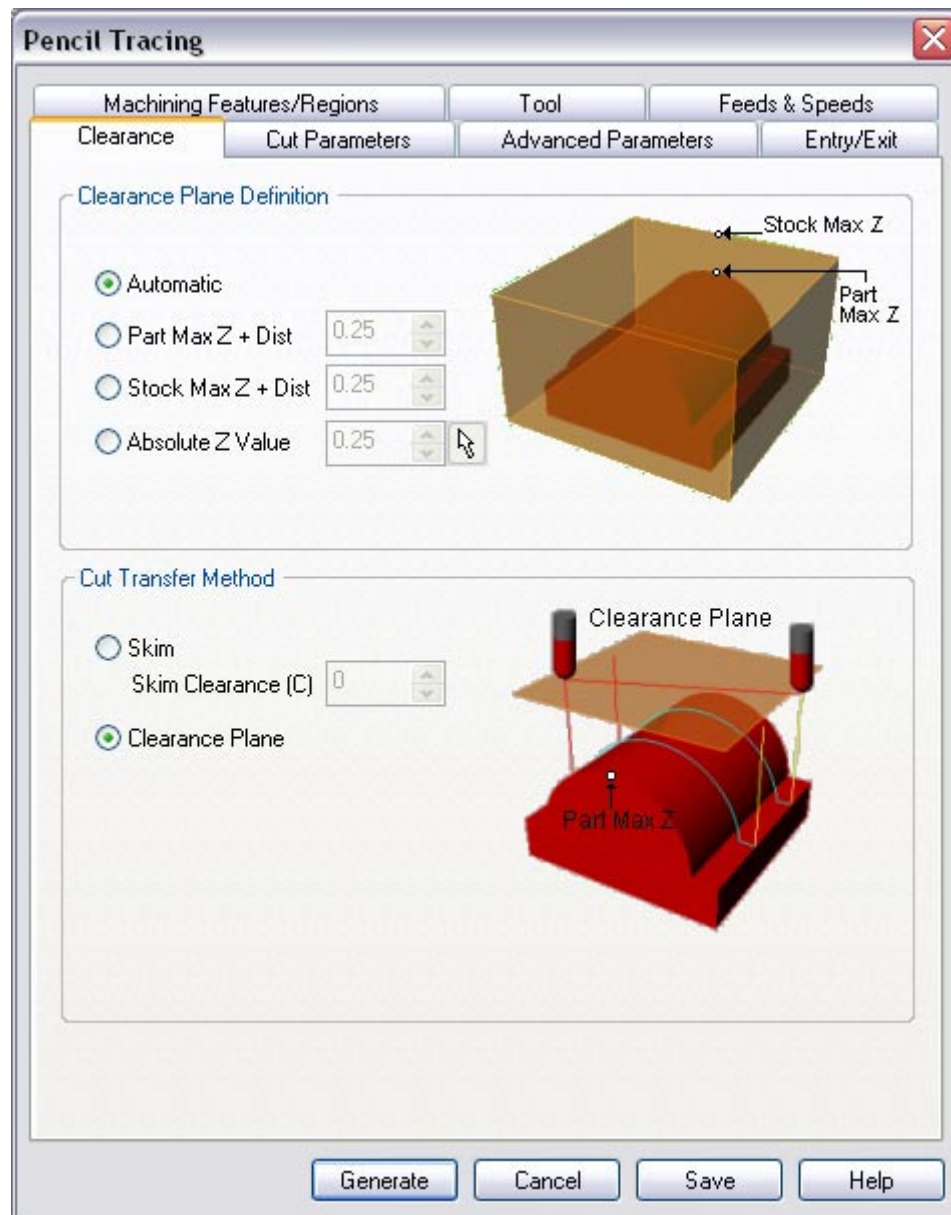 Pencil Tracing
Machining Features/Regions
Tool
Feeds & Speeds
Clearance
Cut Parameters
Advanced Parameters
Entry/Exit
Clearance Plane Definition
Automatic
Part Max Z + Dist
0.25
Stock Max Z + Dist
0.25
Absolute Z Value
0.25
Stock Max Z
Part
Max Z
Cut Transfer Method
Skim
Skim Clearance (C)
0
Clearance Plane
Clearance Plane
Part Max Z
Generate
Cancel
Save
Help